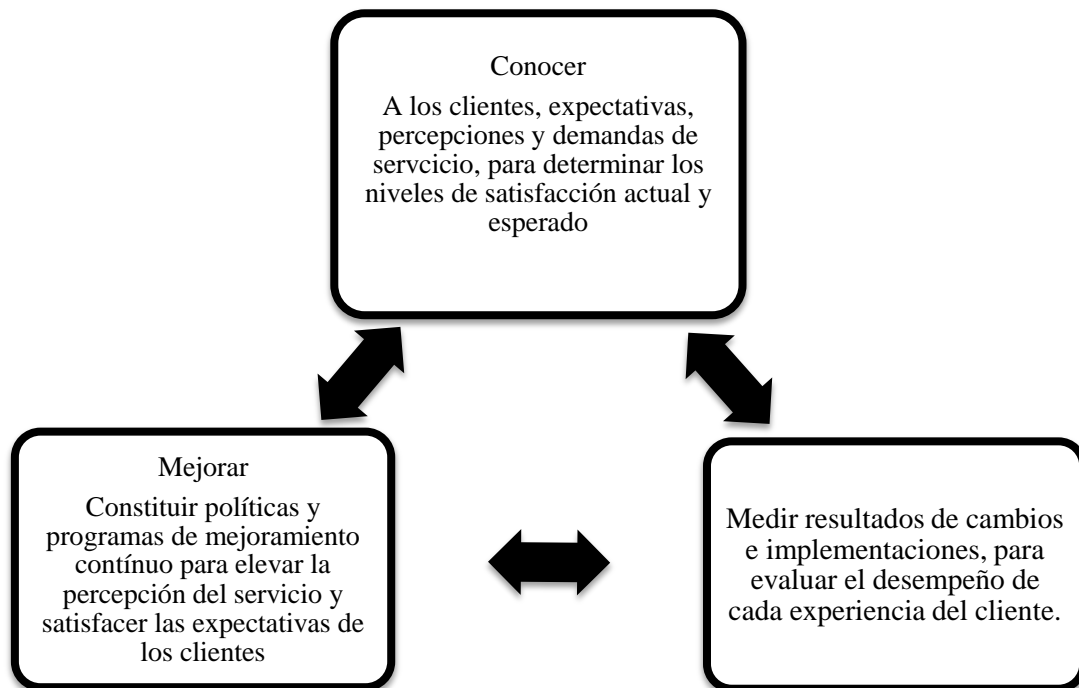 Conocer
A los clientes, expectativas,
percepciones y demandas de
servcicio, para determinar los
niveles de satisfacción actual y
esperado
Mejorar
Constituir políticas y
programas de mejoramiento
contínuo para elevar la
percepción del servicio y
satisfacer las expectativas de
los clientes
Medir resultados de cambios
e implementaciones, para
evaluar el desempeño de
cada experiencia del cliente.